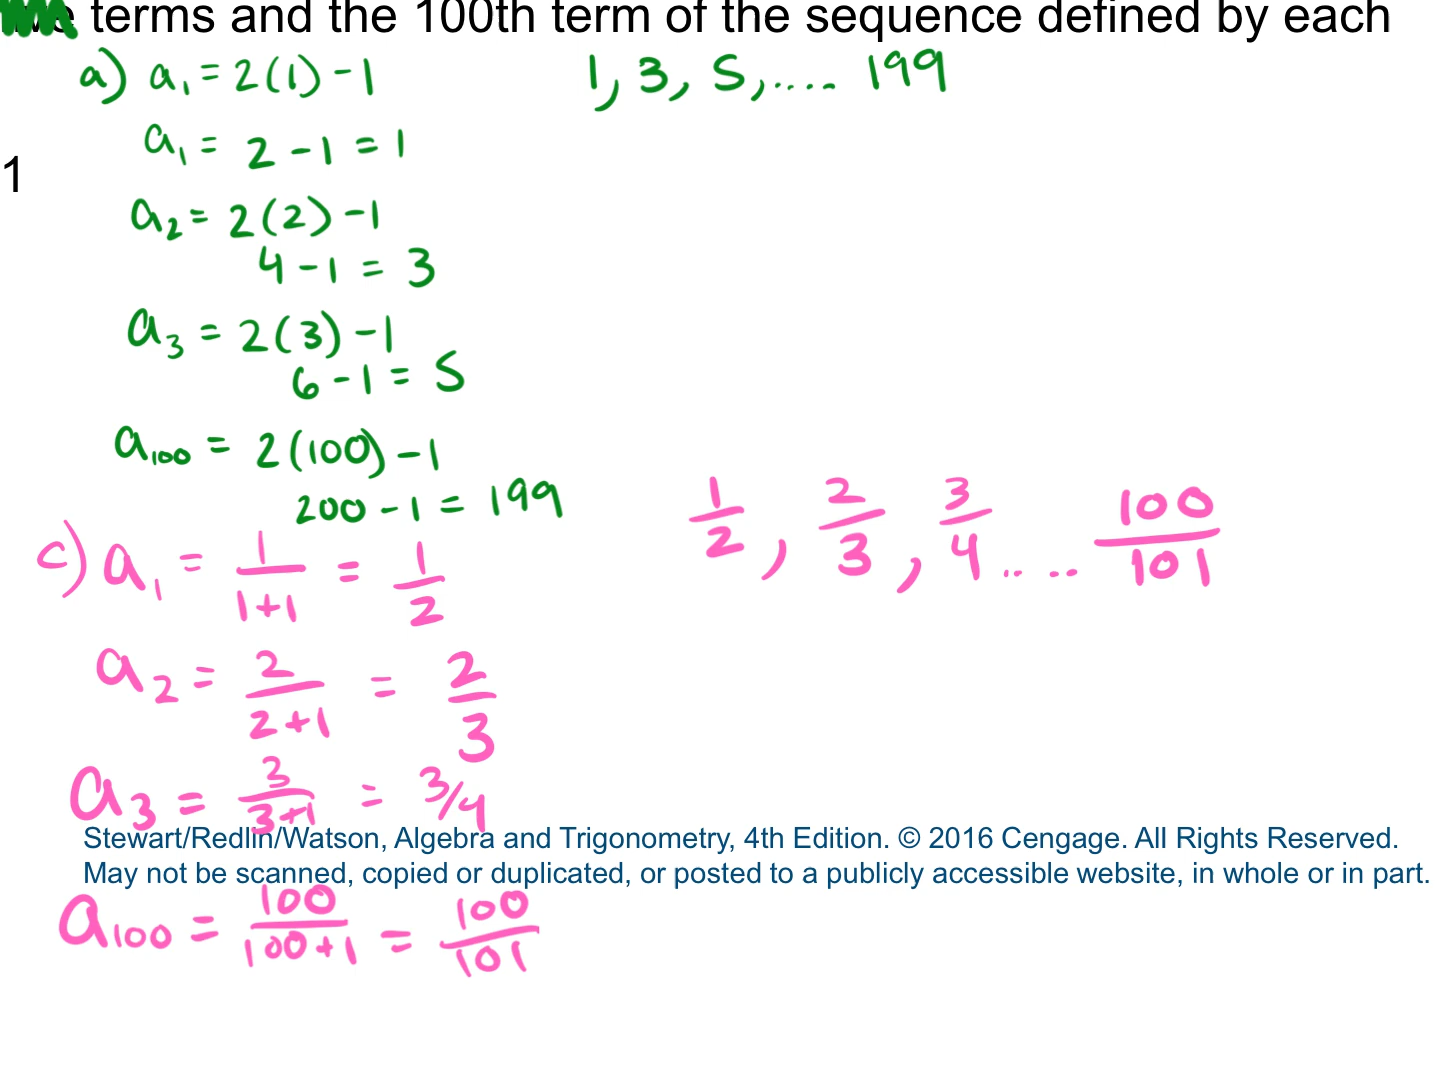 terms and the 100th term of the sequence defined by each
a) a₁ = 2(1) - 1
1, 3, 5, .... 199
a₁ = 2 - 1 = 1
1
a₂ = 2(2) - 1
4 - 1 = 3
a₃ = 2(3) - 1
6 - 1 = 5
a₁₀₀ = 2(100) - 1
200 - 1 = 199
1/2, 2/3, 3/4 .. .. 100/101
c) a₁ = 1/(1+1) = 1/2
a₂ = 2/(2+1) = 2/3
a₃ = 3/(3+1) = 3/4
Stewart/Redlin/Watson, Algebra and Trigonometry, 4th Edition. © 2016 Cengage. All Rights Reserved.
May not be scanned, copied or duplicated, or posted to a publicly accessible website, in whole or in part.
a₁₀₀ = 100/(100+1) = 100/101